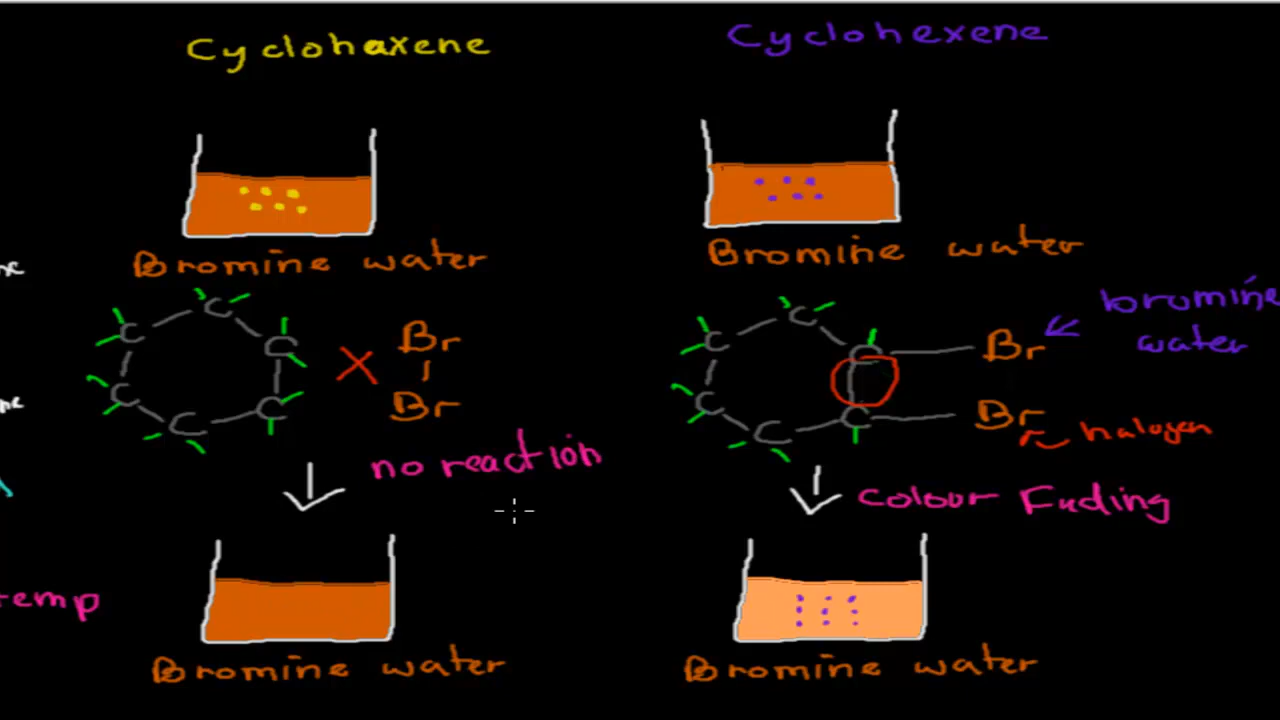 Cyclohaxene
Cyclohexene
Bromine water
Bromine water
C
C
C
C
C
C
Br
Br
C
C
C
C
C
C
Br
Br
bromine
water
halogen
no reaction
colour Fading
temp
Bromine water
Bromine water